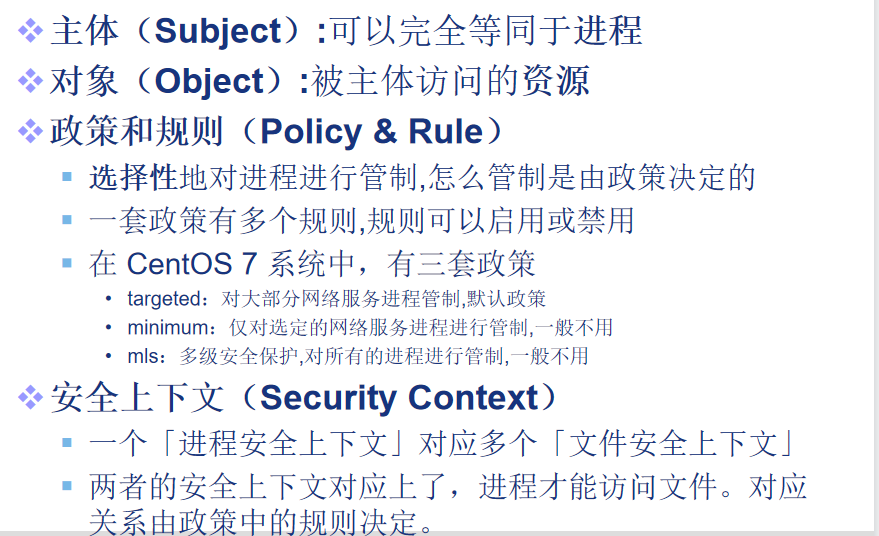 主体（Subject）:可以完全等同于进程
对象（Object）:被主体访问的资源
政策和规则（Policy & Rule）
选择性地对进程进行管制,怎么管制是由政策决定的
一套政策有多个规则,规则可以启用或禁用
在 CentOS 7 系统中，有三套政策
targeted：对大部分网络服务进程管制,默认政策
minimum：仅对选定的网络服务进程进行管制,一般不用
mls：多级安全保护,对所有的进程进行管制,一般不用
安全上下文（Security Context）
一个「进程安全上下文」对应多个「文件安全上下文」
两者的安全上下文对应上了，进程才能访问文件。对应
关系由政策中的规则决定。